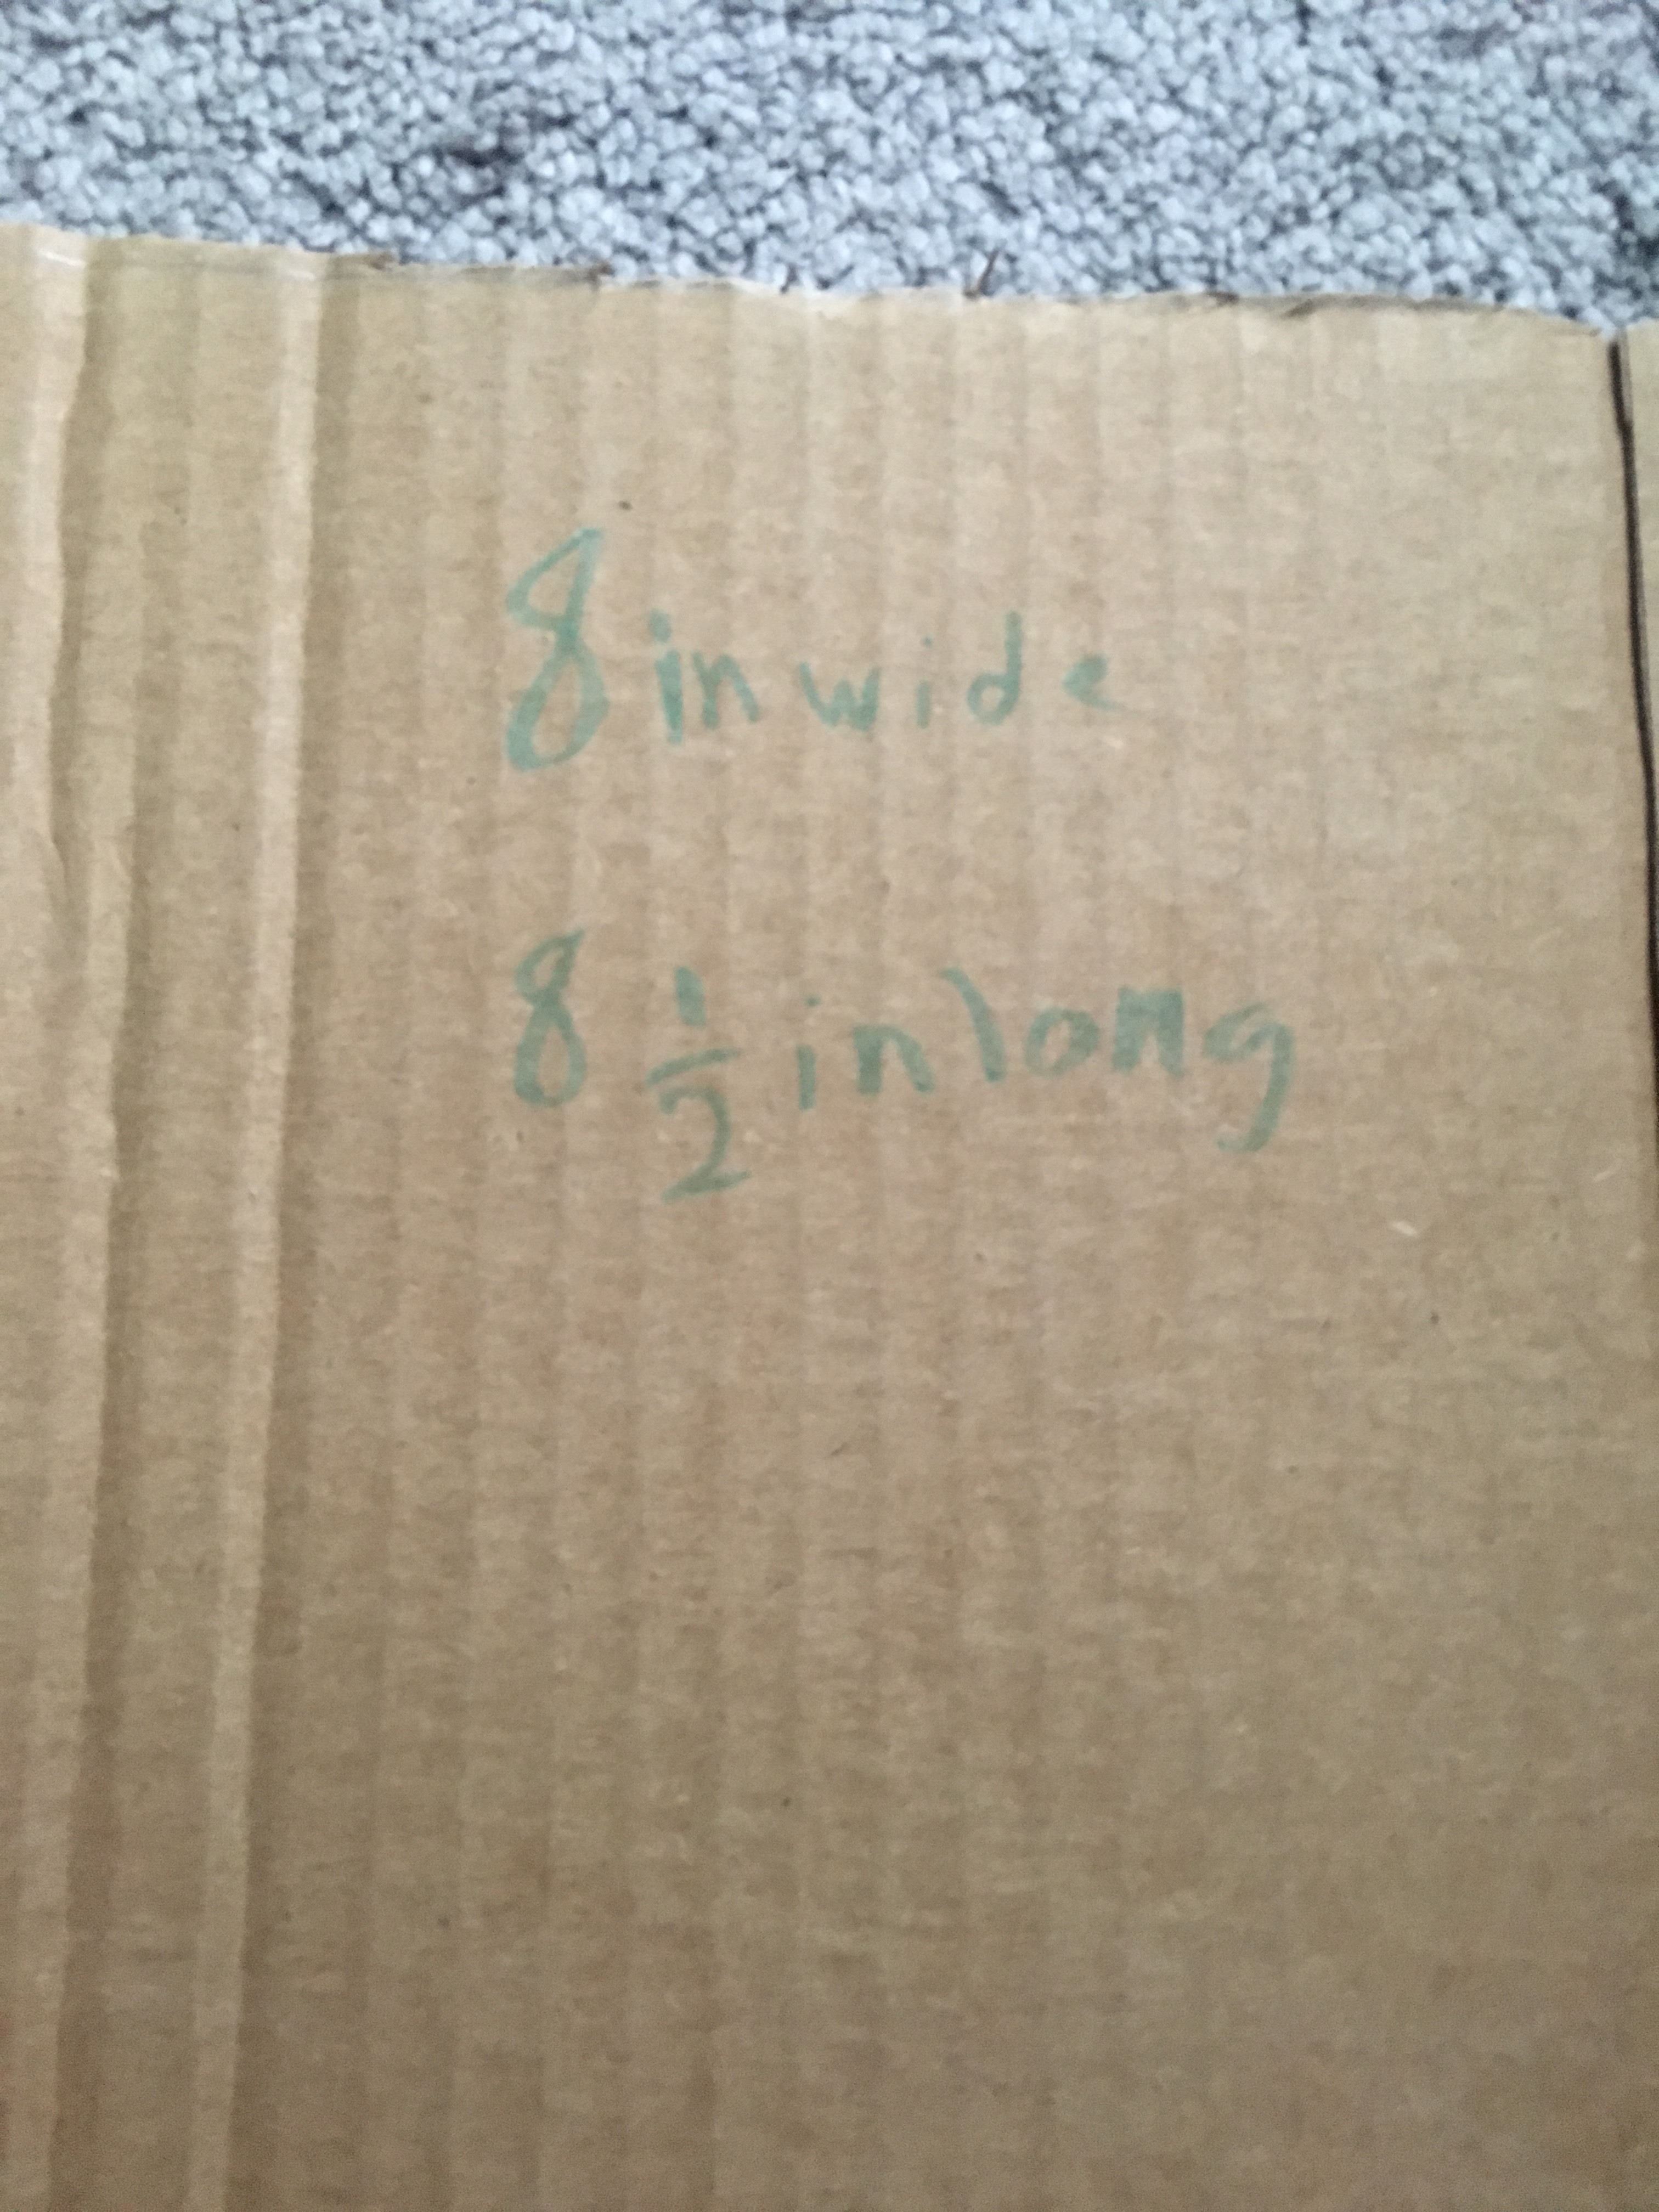 8 in wide
8 1/2 in long